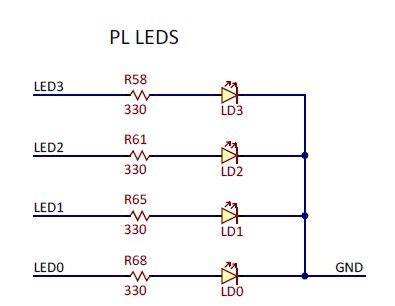 PL LEDS
LED3 R58
330 LD3
LED2 R61
330 LD2
LED1 R65
330 LD1
LED0 R68 GND
330 LD0